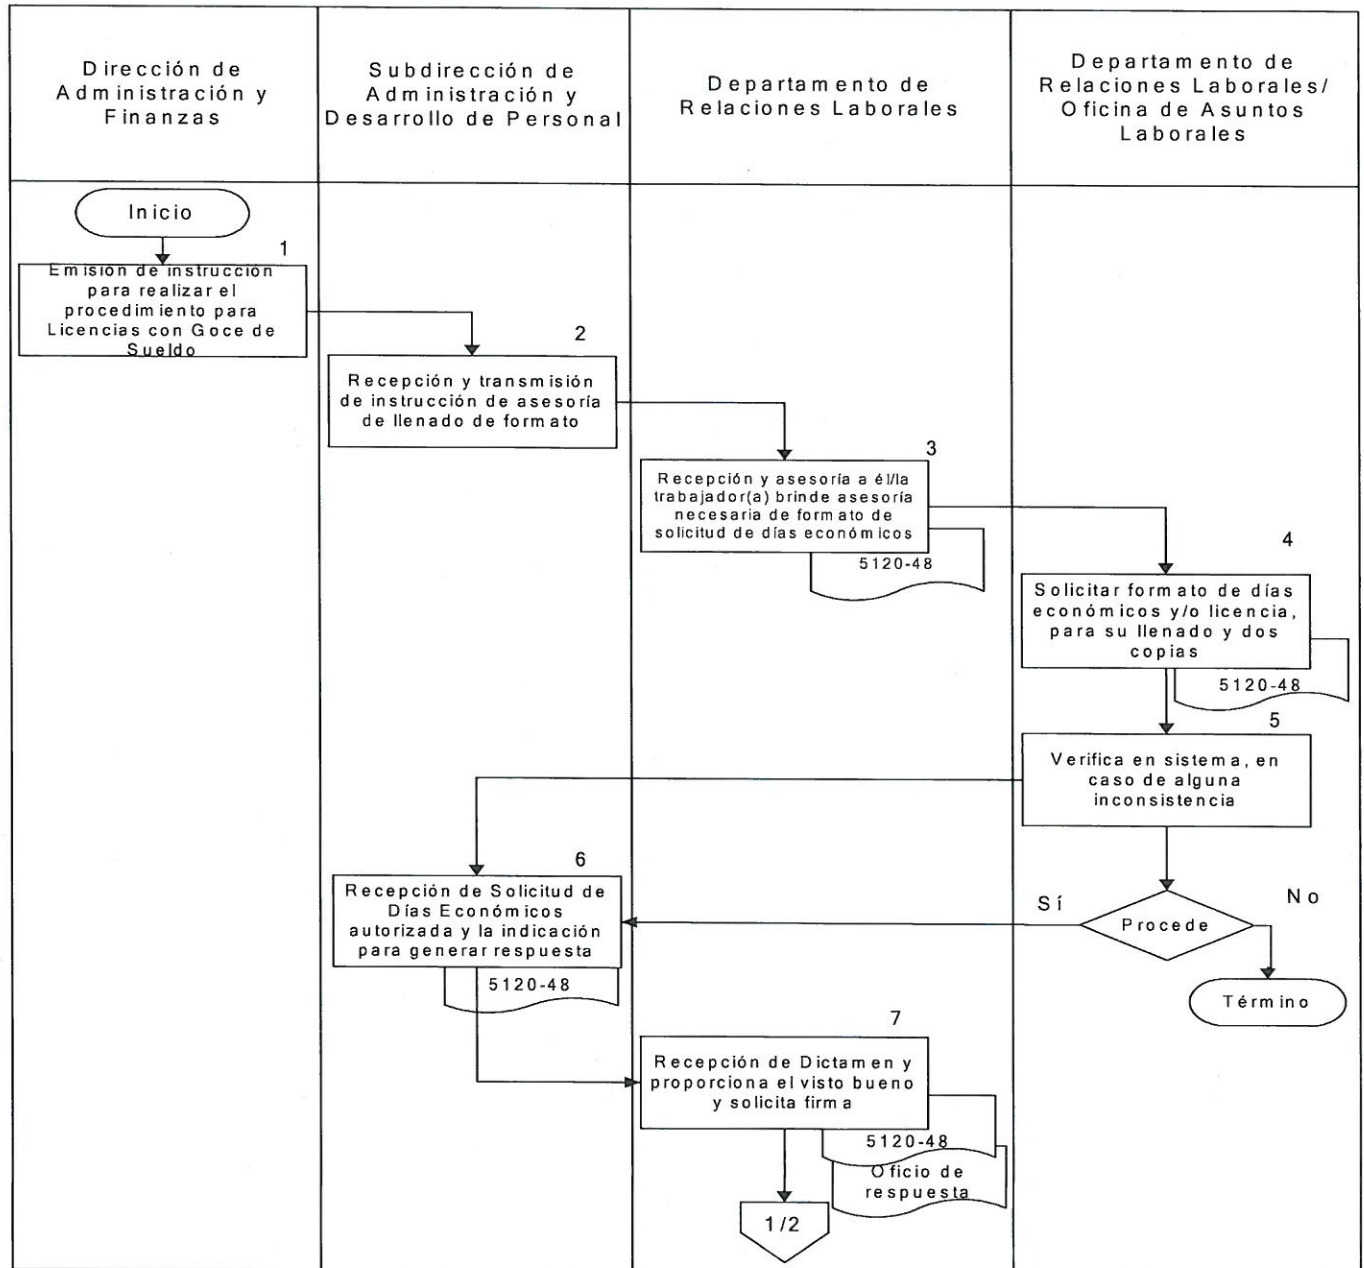 Dirección de
Administración y
Finanzas
Subdirección de
Administración y
Desarrollo de Personal
Departamento de
Relaciones Laborales
Departamento de
Relaciones Laborales/
Oficina de Asuntos
Laborales
Inicio
1
Emisión de instrucción
para realizar el
procedimiento para
Licencias con Goce de
Sueldo
2
Recepción y transmisión
de instrucción de asesoría
de llenado de formato
3
Recepción y asesoría a él/la
trabajador(a) brinde asesoría
necesaria de formato de
solicitud de días económicos
5120-48
4
Solicitar formato de días
económicos y/o licencia,
para su llenado y dos
copias
5120-48
5
Verifica en sistema, en
caso de alguna
inconsistencia
6
Recepción de Solicitud de
Días Económicos
autorizada y la indicación
para generar respuesta
5120-48
Sí
Procede
No
Término
7
Recepción de Dictamen y
proporciona el visto bueno
y solicita firma
5120-48
Oficio de
respuesta
1/2